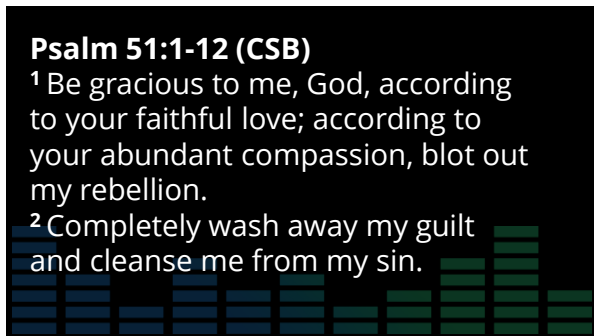 Psalm 51:1-12 (CSB)
1 Be gracious to me, God, according
to your faithful love; according to
your abundant compassion, blot out
my rebellion.
2 Completely wash away my guilt
and cleanse me from my sin.